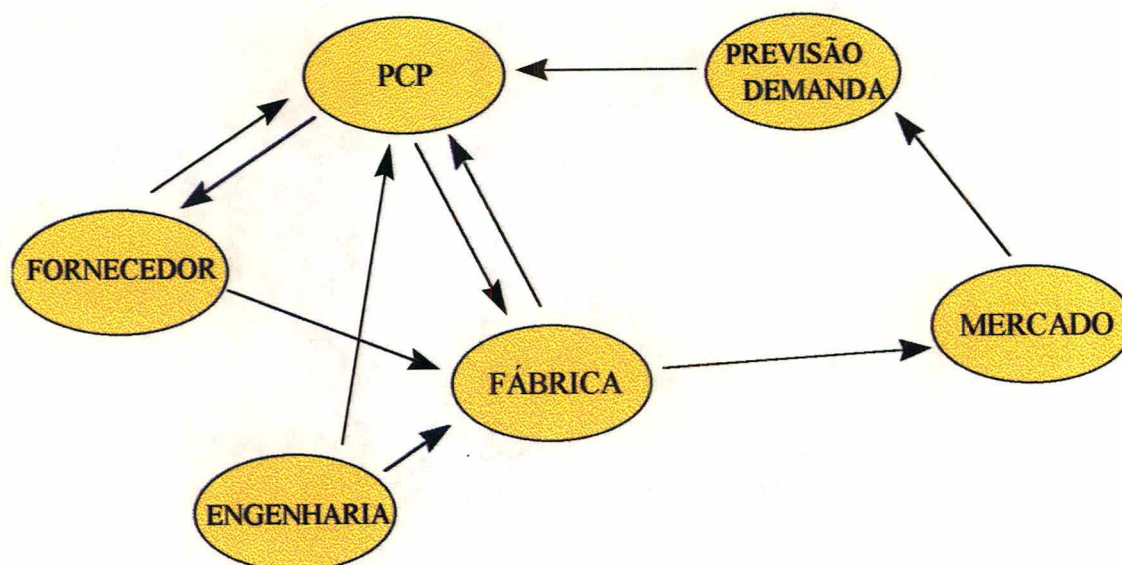 PCP
PREVISÃO
DEMANDA
FORNECEDOR
MERCADO
FÁBRICA
ENGENHARIA